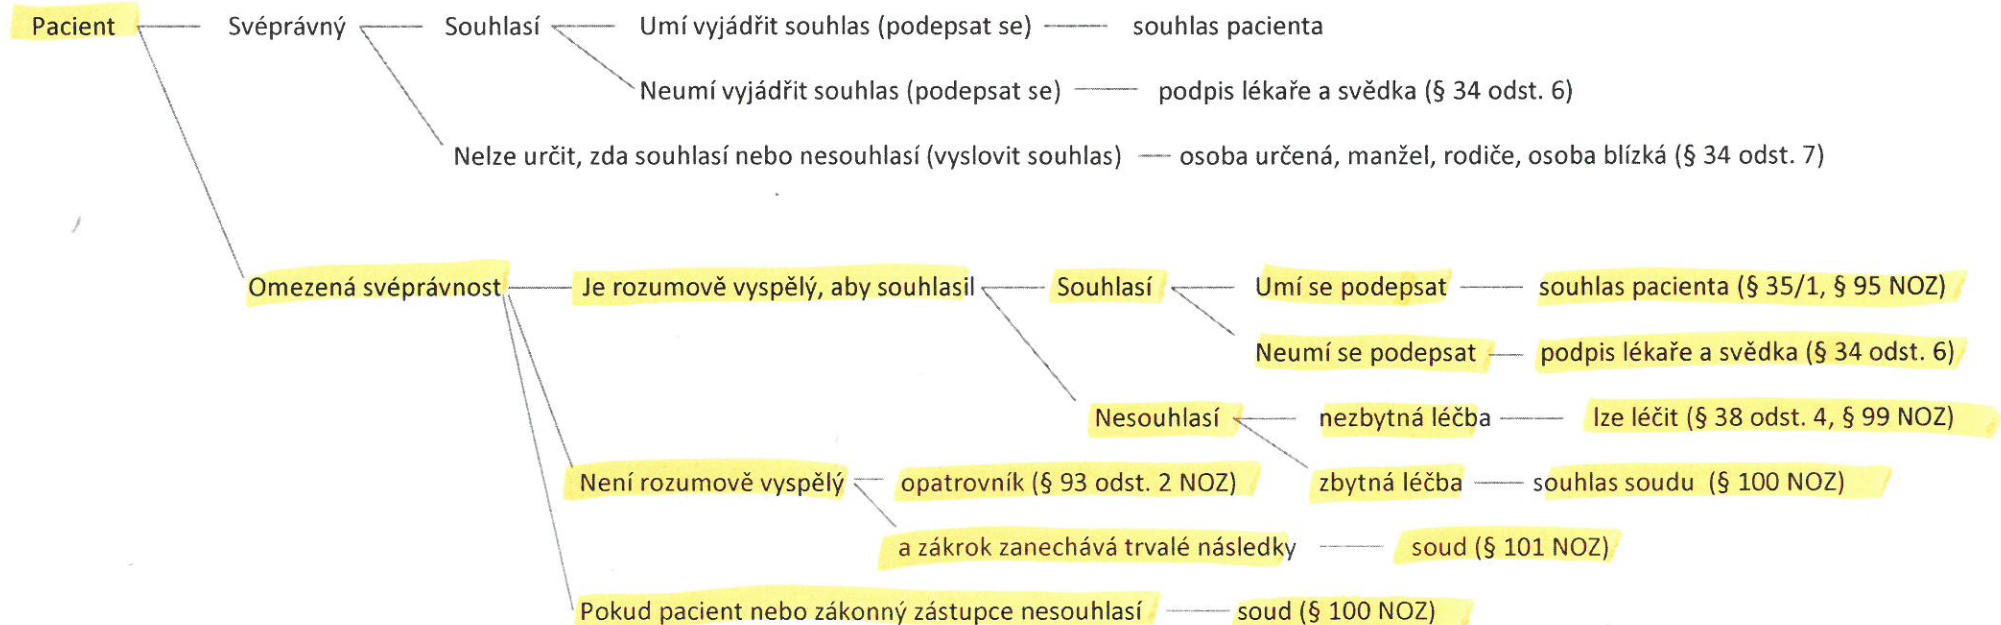 Pacient Svéprávný Souhlasí Umí vyjádřit souhlas (podepsat se) souhlas pacienta
Neumí vyjádřit souhlas (podepsat se) podpis lékaře a svědka (§ 34 odst. 6)
Nelze určit, zda souhlasí nebo nesouhlasí (vyslovit souhlas) osoba určená, manžel, rodiče, osoba blízká (§ 34 odst. 7)
Omezená svéprávnost Je rozumově vyspělý, aby souhlasil Souhlasí Umí se podepsat souhlas pacienta (§ 35/1, § 95 NOZ)
Neumí se podepsat podpis lékaře a svědka (§ 34 odst. 6)
Nesouhlasí nezbytná léčba lze léčit (§ 38 odst. 4, § 99 NOZ)
Není rozumově vyspělý opatrovník (§ 93 odst. 2 NOZ) zbytná léčba souhlas soudu (§ 100 NOZ)
a zákrok zanechává trvalé následky soud (§ 101 NOZ)
Pokud pacient nebo zákonný zástupce nesouhlasí soud (§ 100 NOZ)